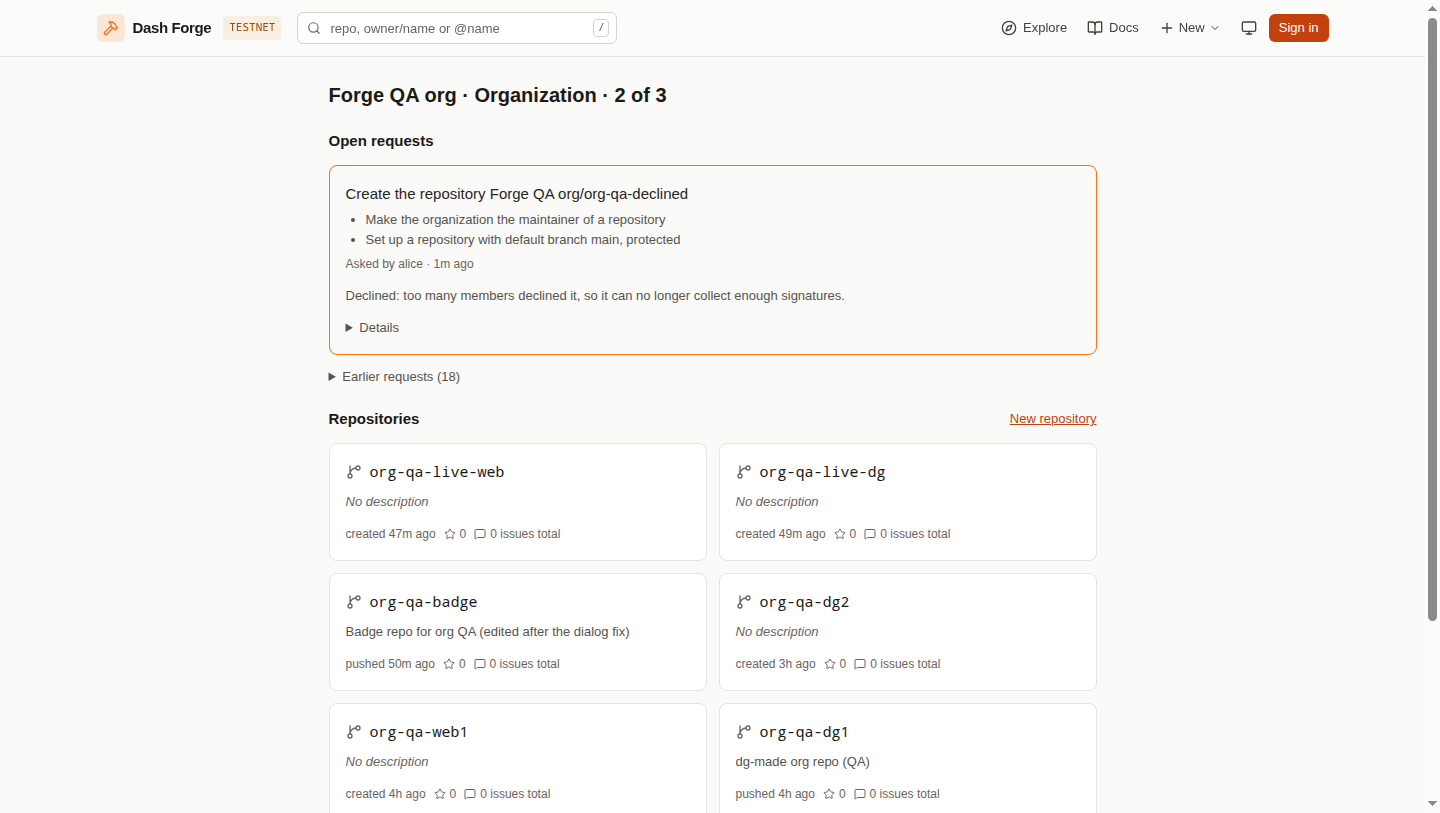 Dash Forge TESTNET repo, owner/name or @name / Explore Docs New Sign in
Forge QA org · Organization · 2 of 3
Open requests
Create the repository Forge QA org/org-qa-declined
• Make the organization the maintainer of a repository
• Set up a repository with default branch main, protected
Asked by alice · 1m ago
Declined: too many members declined it, so it can no longer collect enough signatures.
Details
Earlier requests (18)
Repositories New repository
org-qa-live-web
No description
created 47m ago 0 0 issues total
org-qa-live-dg
No description
created 49m ago 0 0 issues total
org-qa-badge
Badge repo for org QA (edited after the dialog fix)
pushed 50m ago 0 0 issues total
org-qa-dg2
No description
created 3h ago 0 0 issues total
org-qa-web1
No description
created 4h ago 0 0 issues total
org-qa-dg1
dg-made org repo (QA)
pushed 4h ago 0 0 issues total